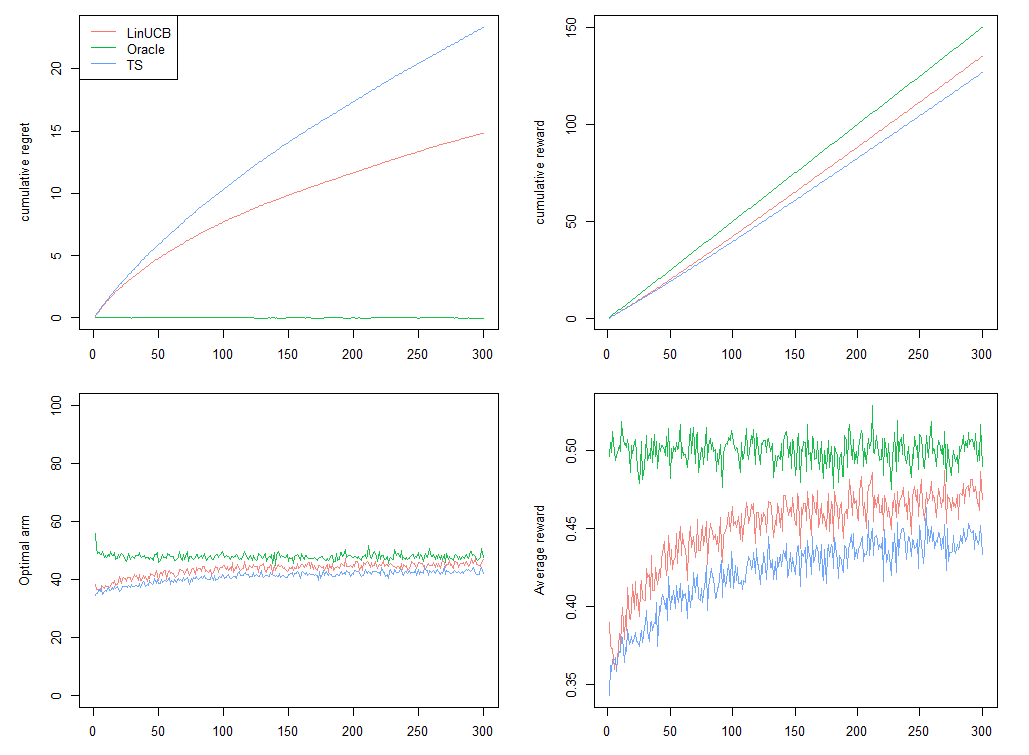 LinUCB
Oracle
TS
cumulative regret
0 5 10 15 20
0 50 100 150 200 250 300
cumulative reward
0 50 100 150
0 50 100 150 200 250 300
Optimal arm
0 20 40 60 80 100
0 50 100 150 200 250 300
Average reward
0.35 0.40 0.45 0.50
0 50 100 150 200 250 300